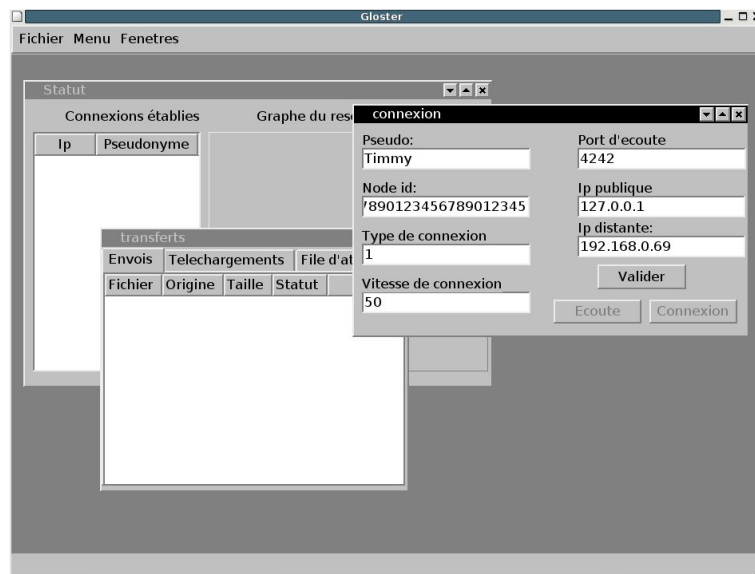 Gloster
Fichier Menu Fenetres
Statut
Connexions établies
Graphe du
Ip Pseudonyme
connexion
Pseudo:
Timmy
Port d'ecoute
4242
Node id:
7890123456789012345
Ip publique
127.0.0.1
Type de connexion
1
Ip distante:
192.168.0.69
Vitesse de connexion
50
Valider
Ecoute Connexion
transferts
Envois Telechargements File
Fichier Origine Taille Statut